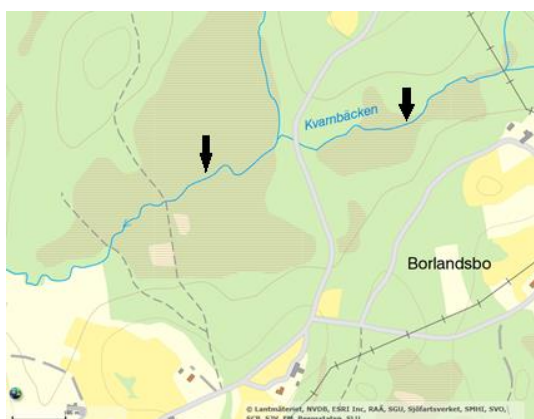 Kvarnbäcken
Borlandsbo
© Lantmäteriet, NVDB, ESRI Inc, RAÄ, SGU, Sjöfartsverket, SMHI, SVO,